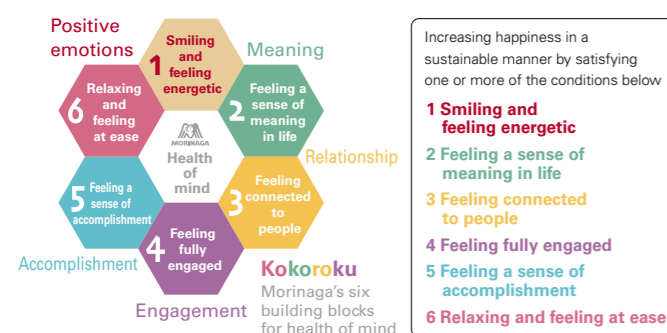 Positive
emotions
1 Smiling
and
feeling
energetic
Meaning
2 Feeling a
sense of
meaning
in life
Relationship
3 Feeling
connected
to
people
Engagement
4 Feeling
fully
engaged
Accomplishment
5 Feeling a
sense of
accomplishment
6 Relaxing
and
feeling
at ease
MORINAGA
Health
of
mind
Kokoroku
Morinaga's six
building blocks
for health of mind
Increasing happiness in a
sustainable manner by satisfying
one or more of the conditions below
1 Smiling and
feeling energetic
2 Feeling a sense of
meaning in life
3 Feeling connected
to people
4 Feeling fully engaged
5 Feeling a sense of
accomplishment
6 Relaxing and feeling at ease